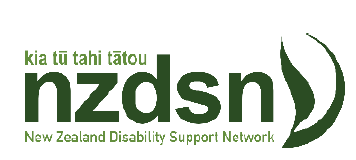 kia tū tahi tātou
nzdsn
New Zealand Disability Support Network